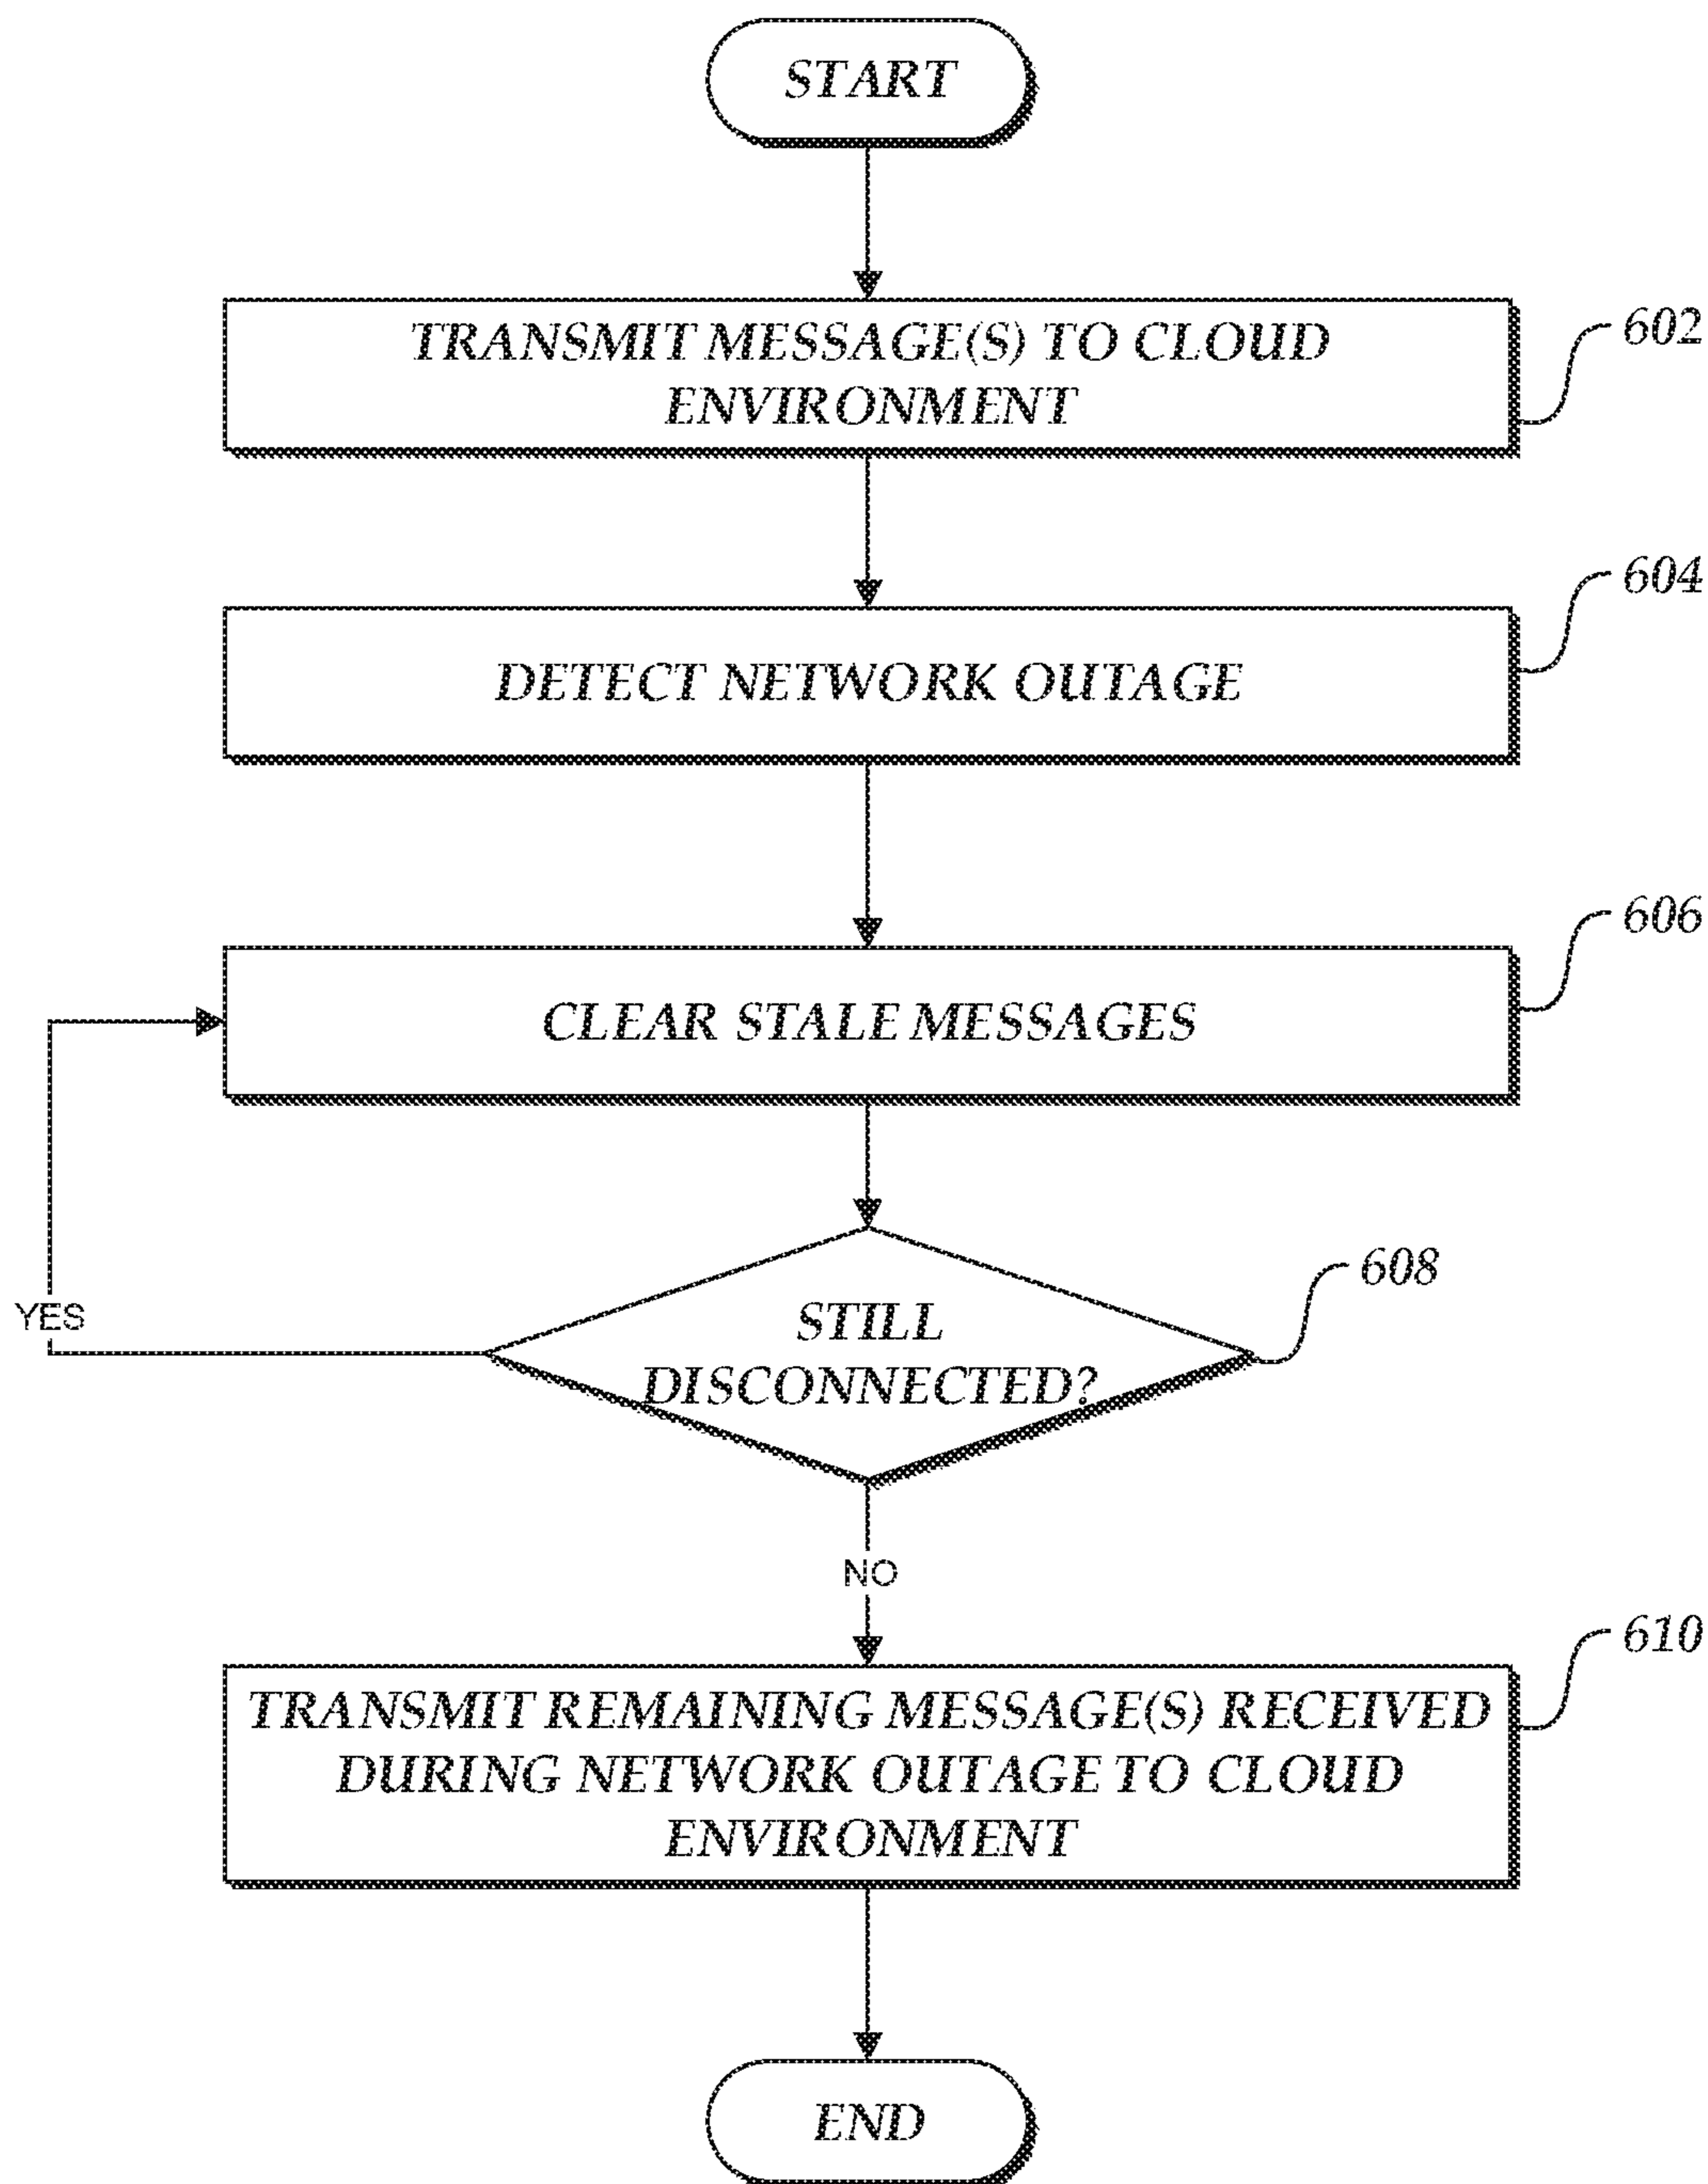 START
TRANSMIT MESSAGE(S) TO CLOUD
ENVIRONMENT
602
DETECT NETWORK OUTAGE
604
CLEAR STALE MESSAGES
606
STILL
DISCONNECTED?
608
YES
NO
TRANSMIT REMAINING MESSAGE(S) RECEIVED
DURING NETWORK OUTAGE TO CLOUD
ENVIRONMENT
610
END